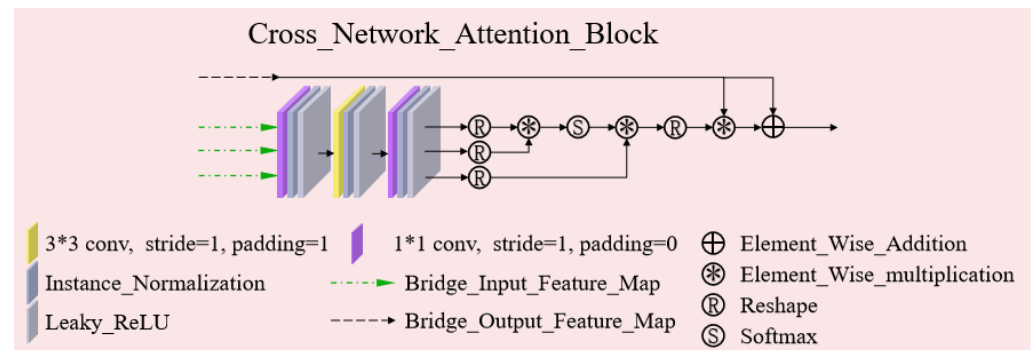 Cross_Network_Attention_Block
R * S * R * +
R
R
3*3 conv, stride=1, padding=1
1*1 conv, stride=1, padding=0
Element_Wise_Addition
Instance_Normalization
Bridge_Input_Feature_Map
Element_Wise_multiplication
Leaky_ReLU
Bridge_Output_Feature_Map
R Reshape
S Softmax